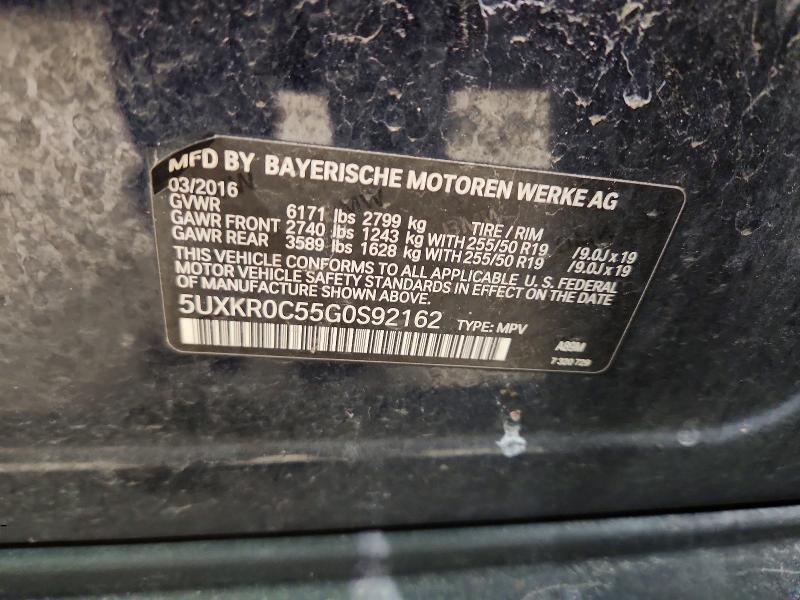 MFD BY BAYERISCHE MOTOREN WERKE AG
03/2016
GVWR 6171 lbs 2799 kg TIRE / RIM
GAWR FRONT 2740 lbs 1243 kg WITH 255/50 R19 /9.0J x 19
GAWR REAR 3589 lbs 1628 kg WITH 255/50 R19 /9.0J x 19
THIS VEHICLE CONFORMS TO ALL APPLICABLE U. S. FEDERAL
MOTOR VEHICLE SAFETY STANDARDS IN EFFECT ON THE DATE
OF MANUFACTURE SHOWN ABOVE.
5UXKR0C55G0S92162 TYPE: MPV